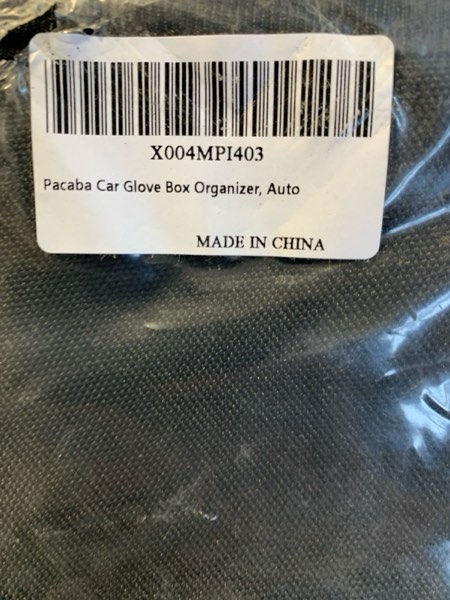 X004MPI403
Pacaba Car Glove Box Organizer, Auto
MADE IN CHINA